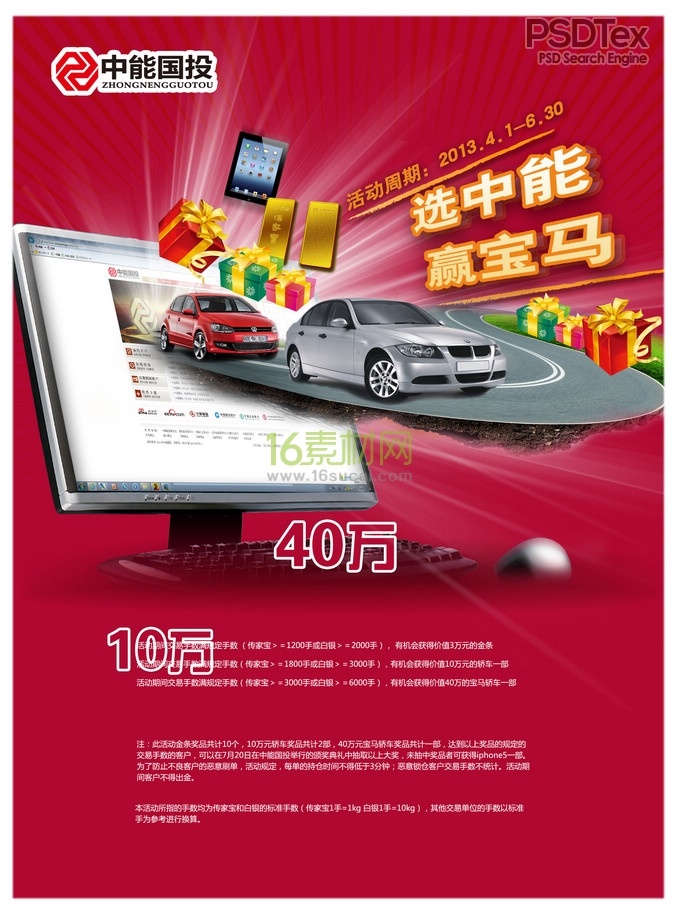 PSDTex
PSD Search Engine
中能国投
ZHONGNENGGUOTOU
活动周期：2013.4.1-6.30
选中能
赢宝马
传家宝
中能国投
16素材网
www.16sucai.com
40万
10万
活动期间交易手数满规定手数（传家宝＞=1200手或白银＞=2000手），有机会获得价值3万元的金条
活动期间交易手数满规定手数（传家宝＞=1800手或白银＞=3000手），有机会获得价值10万元的轿车一部
活动期间交易手数满规定手数（传家宝＞=3000手或白银＞=6000手），有机会获得价值40万的宝马轿车一部
注：此活动金条奖品共计10个，10万元轿车奖品共计2部，40万元宝马轿车奖品共计一部，达到以上奖品的规定的
交易手数的客户，可以在7月20日在中能国投举行的颁奖典礼中抽取以上大奖，未抽中奖品者可获得iphone5一部。
为了防止不良客户的恶意刷单，活动规定，每单的持仓时间不得低于3分钟；恶意锁仓客户交易手数不统计。活动期
间客户不得出金。
本活动所指的手数均为传家宝和白银的标准手数（传家宝1手=1kg 白银1手=10kg），其他交易单位的手数以标准
手为参考进行换算。